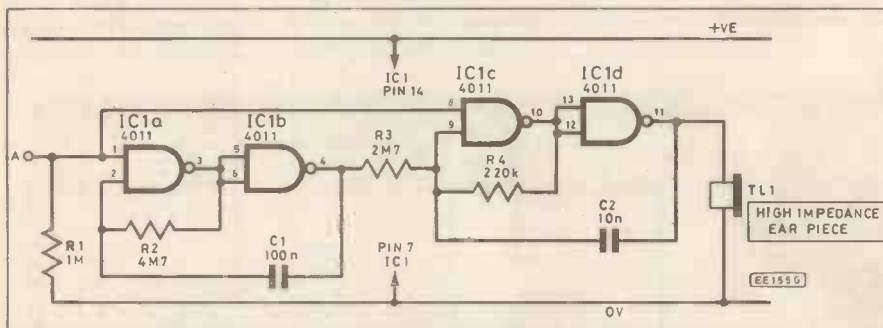 +VE
IC1
PIN 14
IC1c
4011
8
9
10
IC1d
4011
13
12
11
IC1a
4011
A
1
2
3
IC1b
4011
5
6
4
R3
2M7
R4
220k
C2
10n
TL1
HIGH IMPEDANCE
EAR PIECE
R1
1M
R2
4M7
C1
100n
PIN 7
IC1
EE155G
0V